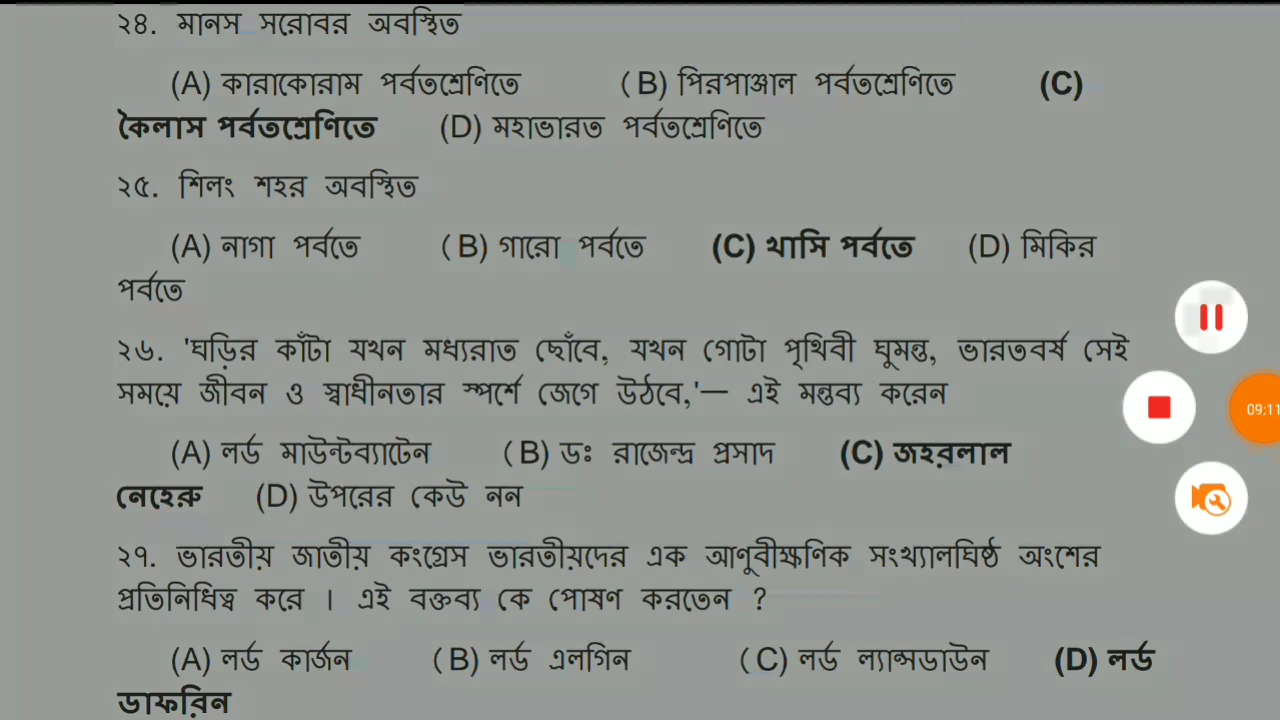 ২৪. মানস সরোবর অবস্থিত
(A) কারাকোরাম পর্বতশ্রেণিতে (B) পিরপাঞ্জাল পর্বতশ্রেণিতে (C)
কৈলাস পর্বতশ্রেণিতে (D) মহাভারত পর্বতশ্রেণিতে
২৫. শিলং শহর অবস্থিত
(A) নাগা পর্বতে (B) গারো পর্বতে (C) খাসি পর্বতে (D) মিকির
পর্বতে
২৬. 'ঘড়ির কাঁটা যখন মধ্যরাত ছোঁবে, যখন গোটা পৃথিবী ঘুমন্ত, ভারতবর্ষ সেই
সময়ে জীবন ও স্বাধীনতার স্পর্শে জেগে উঠবে,'— এই মন্তব্য করেন
(A) লর্ড মাউন্টব্যাটেন (B) ডঃ রাজেন্দ্র প্রসাদ (C) জহরলাল
নেহেরু (D) উপরের কেউ নন
২৭. ভারতীয় জাতীয় কংগ্রেস ভারতীয়দের এক আণুবীক্ষণিক সংখ্যালঘিষ্ঠ অংশের
প্রতিনিধিত্ব করে । এই বক্তব্য কে পোষণ করতেন ?
(A) লর্ড কার্জন (B) লর্ড এলগিন (C) লর্ড ল্যান্সডাউন (D) লর্ড
ডাফরিন
09:11